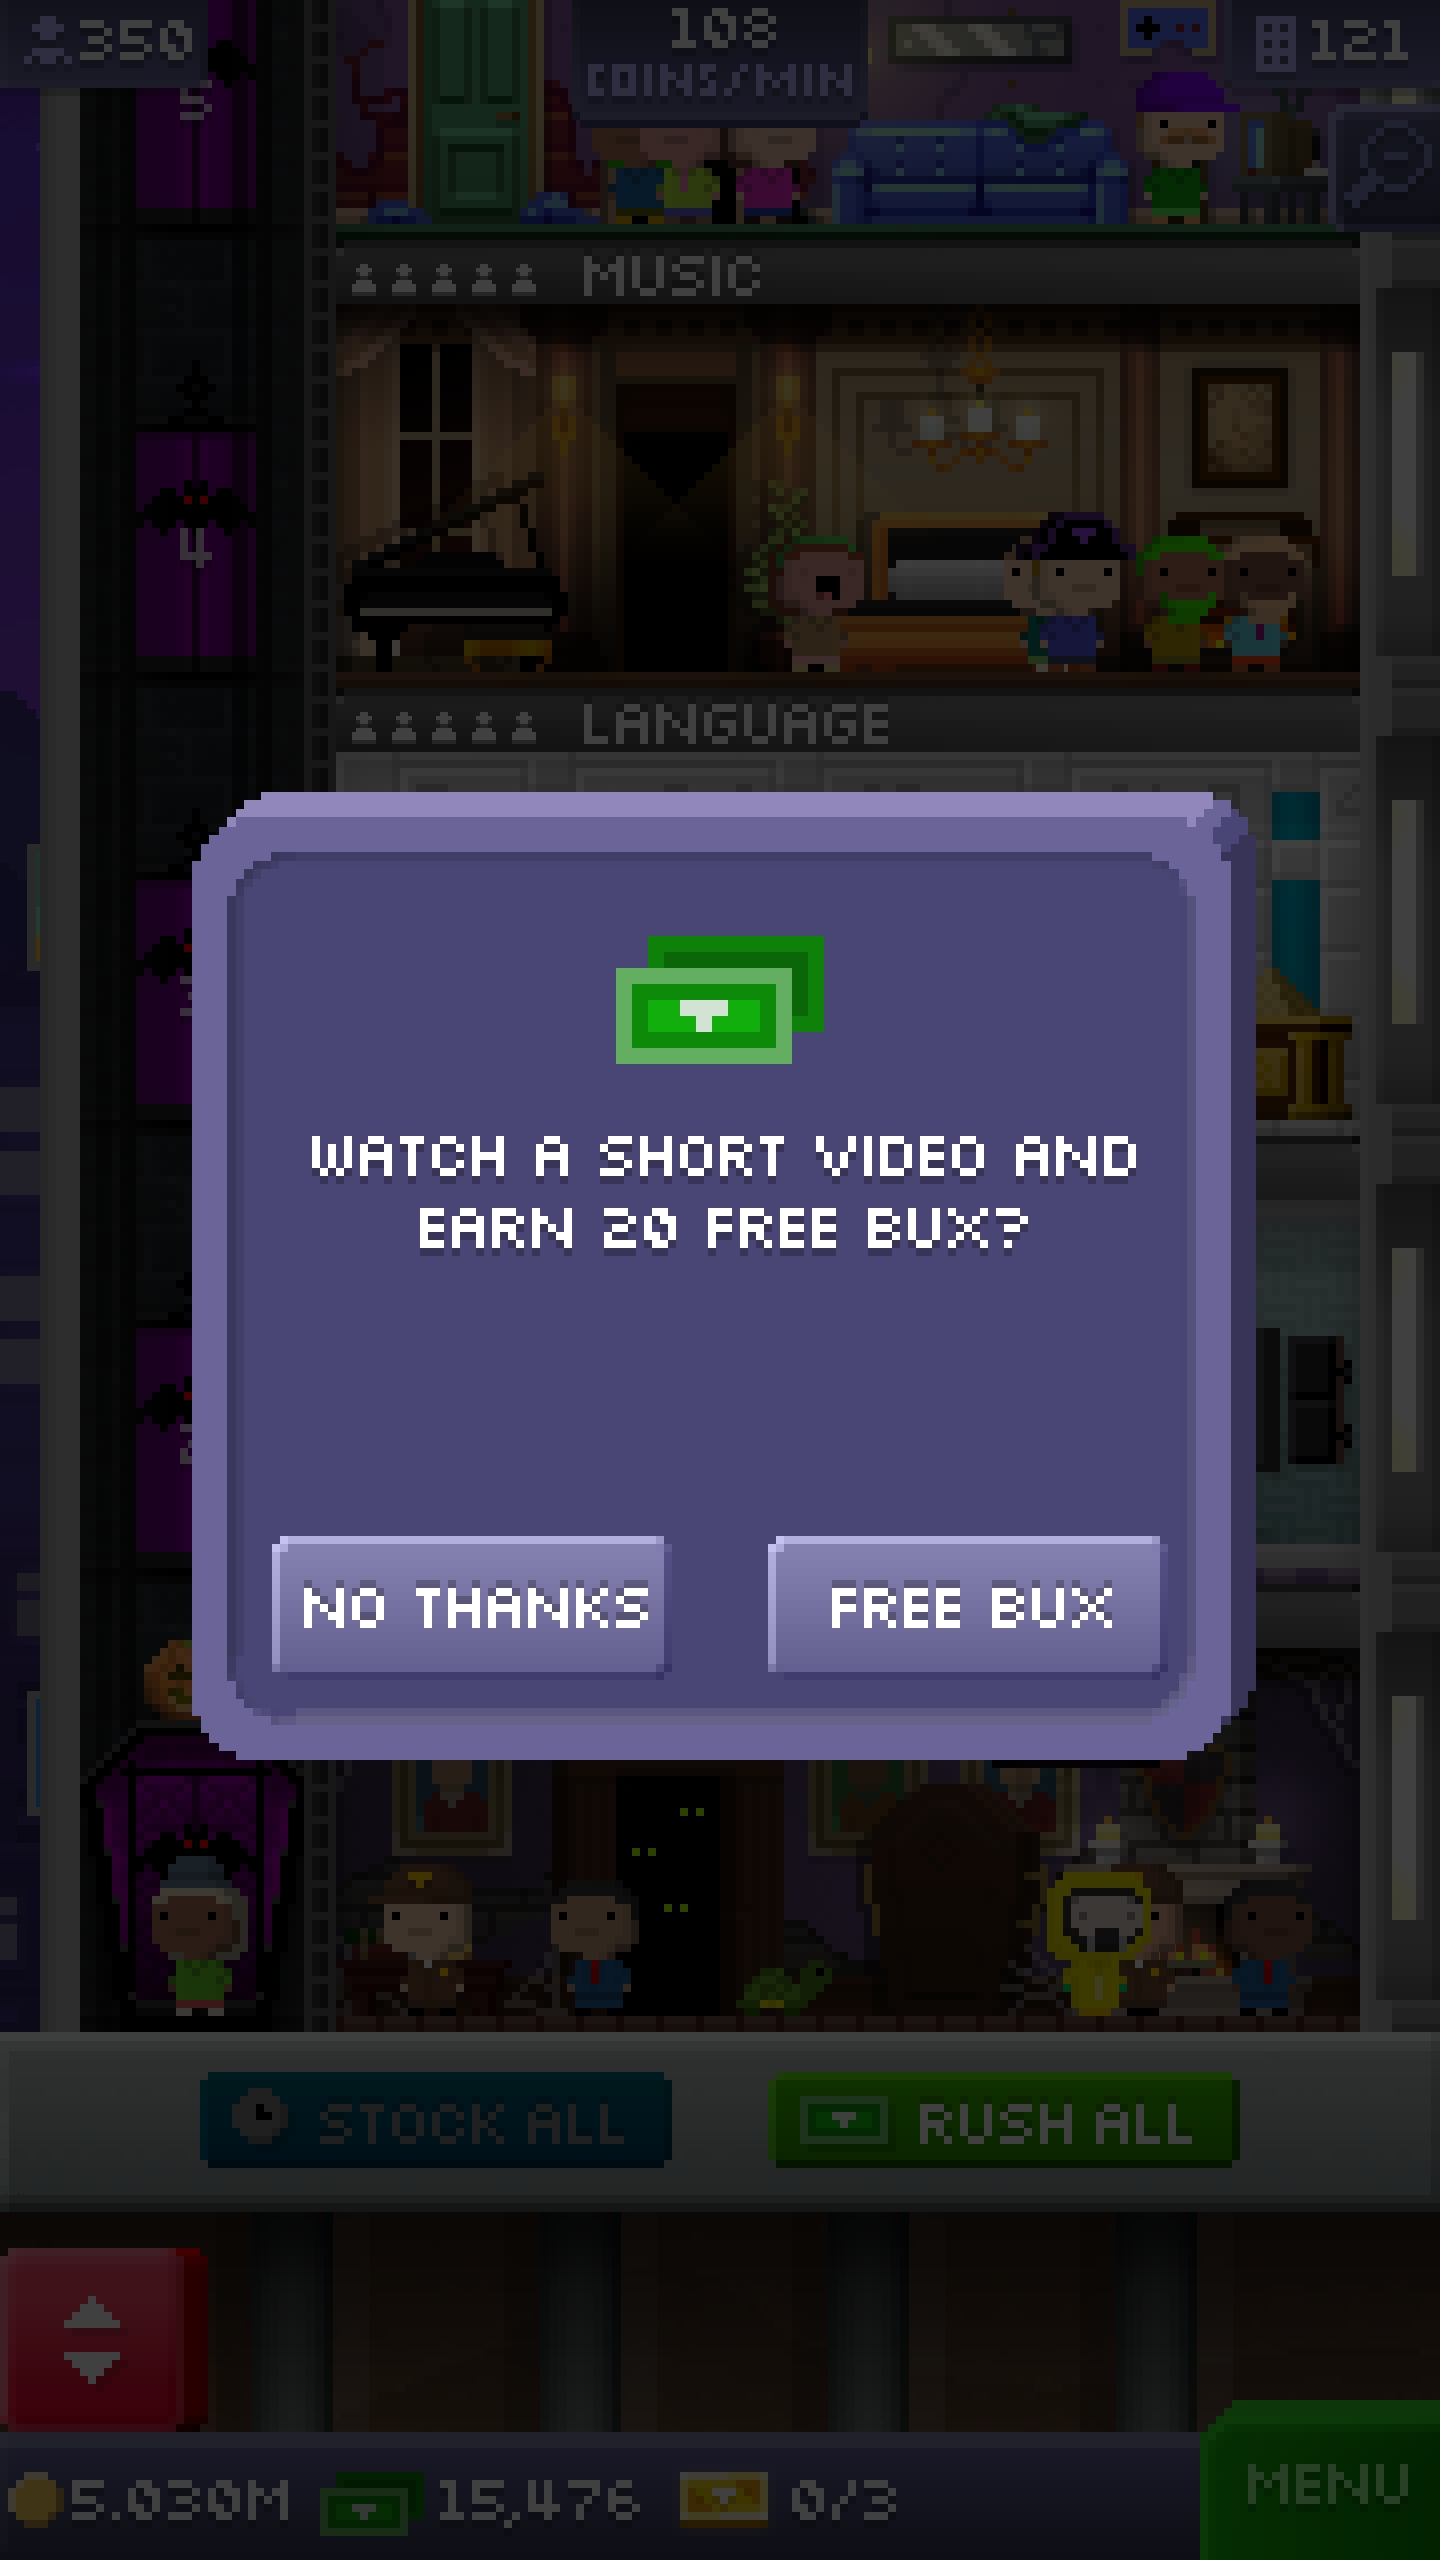 350
108
COINS/MIN
121
5
MUSIC
4
LANGUAGE
WATCH A SHORT VIDEO AND
EARN 20 FREE BUX?
NO THANKS
FREE BUX
STOCK ALL
RUSH ALL
5.030M
15,476
0/3
MENU